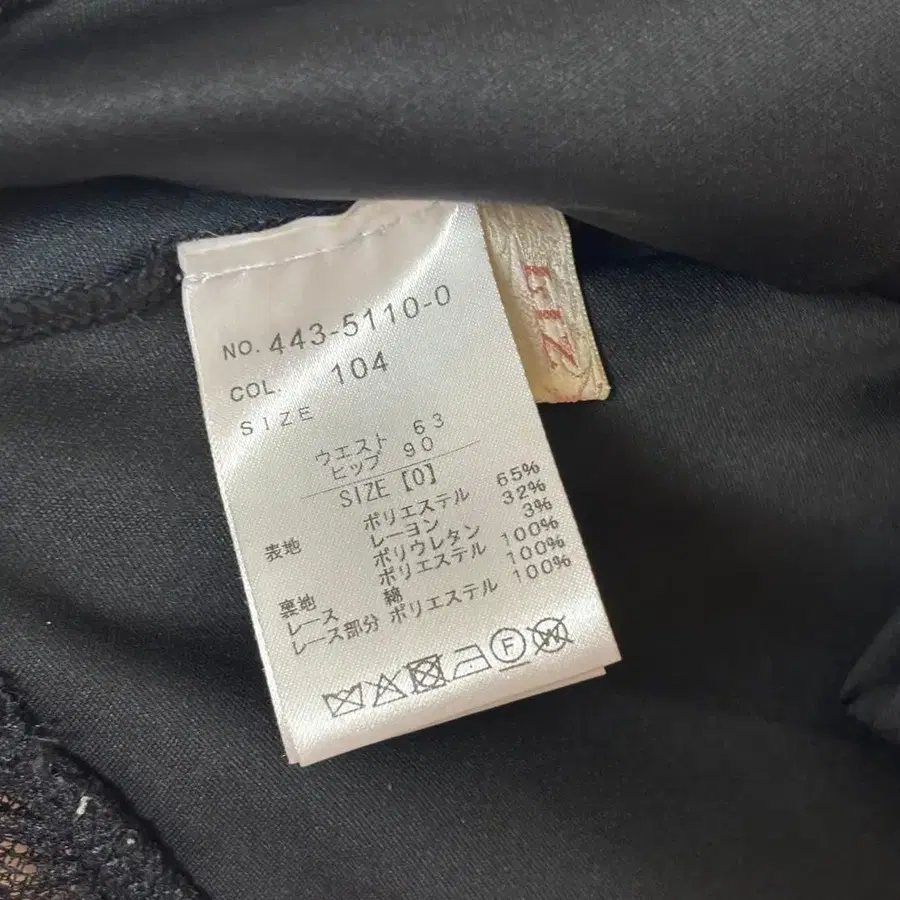 NO. 443-5110-0
COL. 104
SIZE
ウエスト 63
ヒップ 90
SIZE【0】
表地 ポリエステル 65%
レーヨン 32%
ポリウレタン 3%
裏地 ポリエステル 100%
レース 綿 100%
レース部分 ポリエステル 100%
F
W